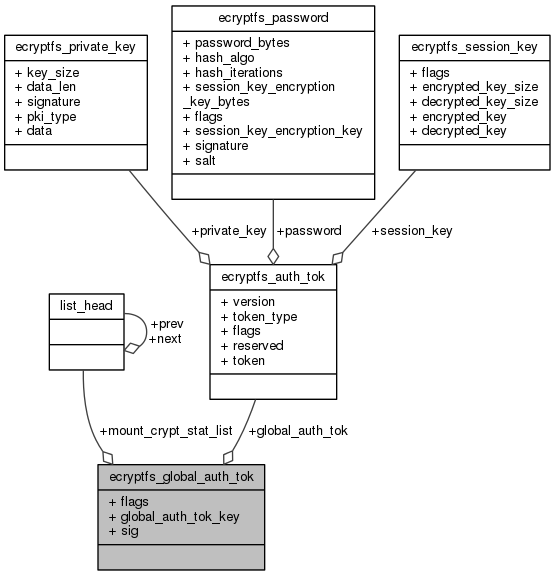 ecryptfs_private_key
+ key_size
+ data_len
+ signature
+ pki_type
+ data
ecryptfs_password
+ password_bytes
+ hash_algo
+ hash_iterations
+ session_key_encryption
_key_bytes
+ flags
+ session_key_encryption_key
+ signature
+ salt
ecryptfs_session_key
+ flags
+ encrypted_key_size
+ decrypted_key_size
+ encrypted_key
+ decrypted_key
+private_key
+password
+session_key
list_head
+prev
+next
ecryptfs_auth_tok
+ version
+ token_type
+ flags
+ reserved
+ token
+mount_crypt_stat_list
+global_auth_tok
ecryptfs_global_auth_tok
+ flags
+ global_auth_tok_key
+ sig